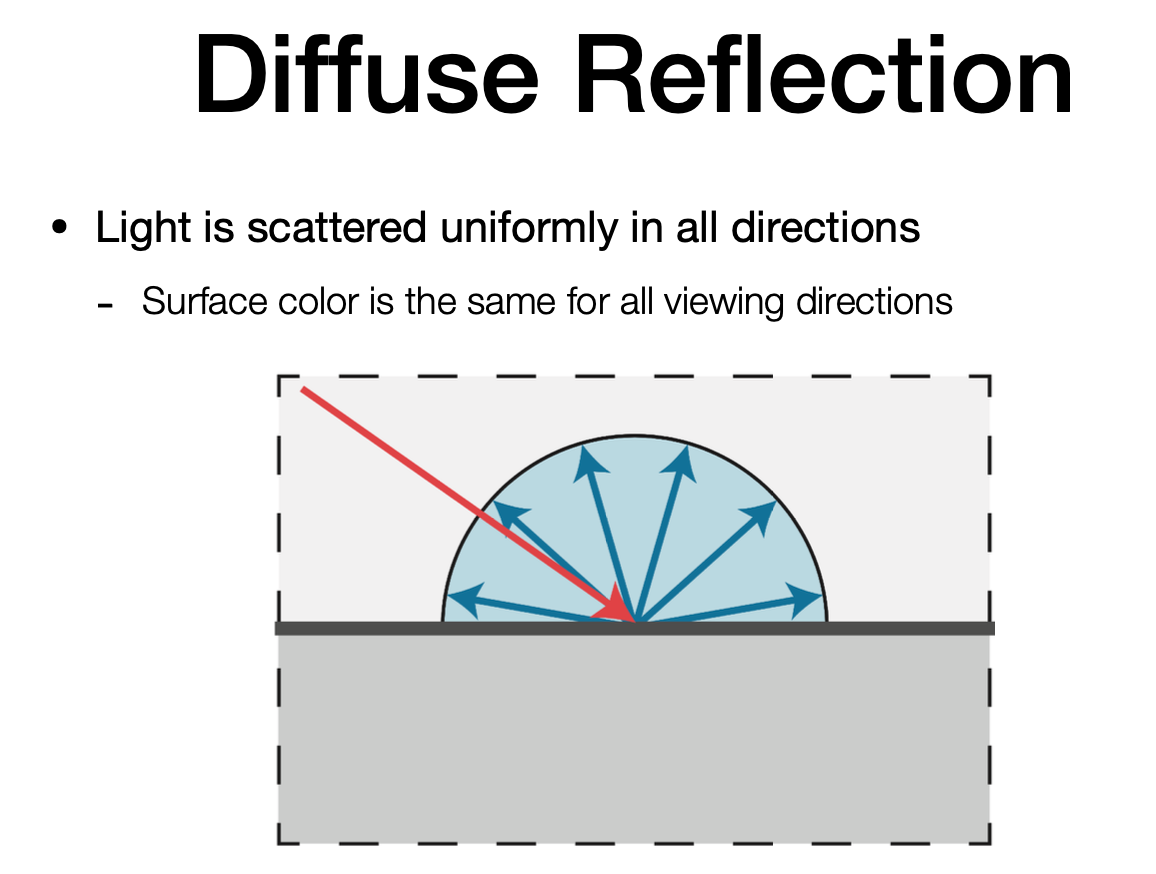 Diffuse Reflection
• Light is scattered uniformly in all directions
- Surface color is the same for all viewing directions